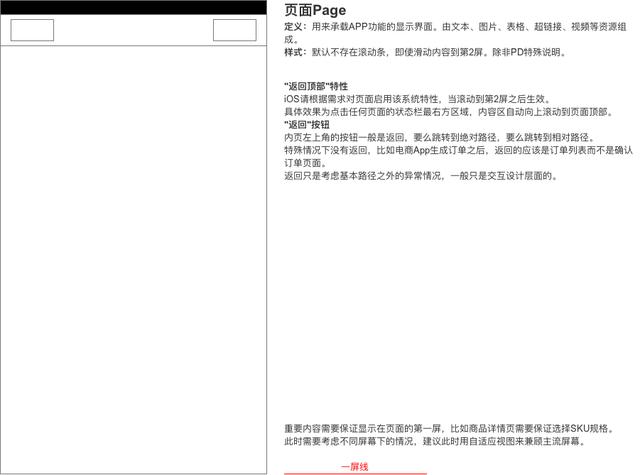 页面Page
定义：用来承载APP功能的显示界面。由文本、图片、表格、超链接、视频等资源组
成。
样式：默认不存在滚动条，即使滑动内容到第2屏。除非PD特殊说明。
"返回顶部"特性
iOS请根据需求对页面启用该系统特性，当滚动到第2屏之后生效。
具体效果为点击任何页面的状态栏最右方区域，内容区自动向上滚动到页面顶部。
"返回"按钮
内页左上角的按钮一般是返回，要么跳转到绝对路径，要么跳转到相对路径。
特殊情况下没有返回，比如电商App生成订单之后，返回的应该是订单列表而不是确认
订单页面。
返回只是考虑基本路径之外的异常情况，一般只是交互设计层面的。
重要内容需要保证显示在页面的第一屏，比如商品详情页需要保证选择SKU规格。
此时需要考虑不同屏幕下的情况，建议此时用自适应视图来兼顾主流屏幕。
一屏线